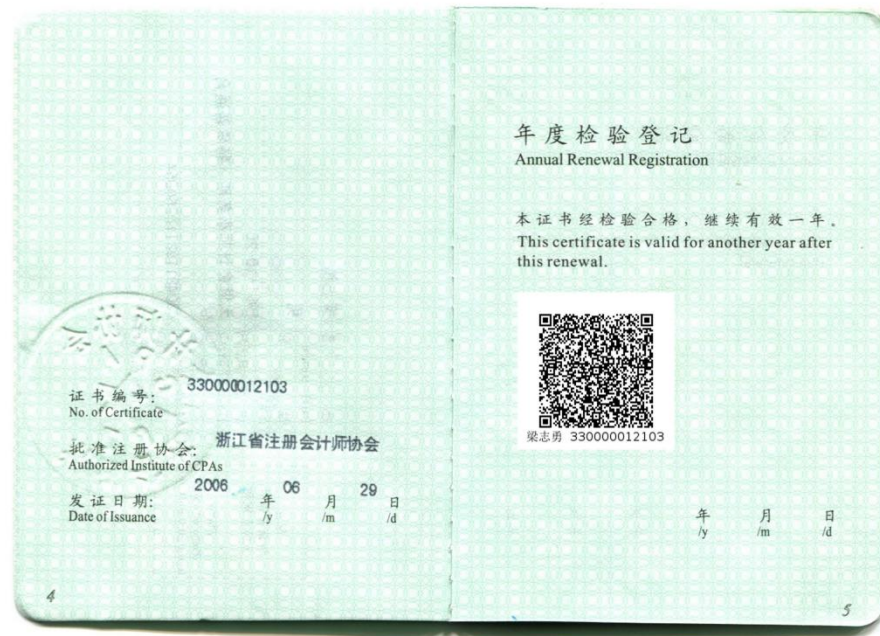 证书编号: 330000012103
No. of Certificate
批准注册协会: 浙江省注册会计师协会
Authorized Institute of CPAs
发证日期: 2006 年 06 月 29 日
Date of Issuance /y /m /d
4
年度检验登记
Annual Renewal Registration
本证书经检验合格，继续有效一年。
This certificate is valid for another year after
this renewal.
梁志勇 330000012103
年 月 日
/y /m /d
5